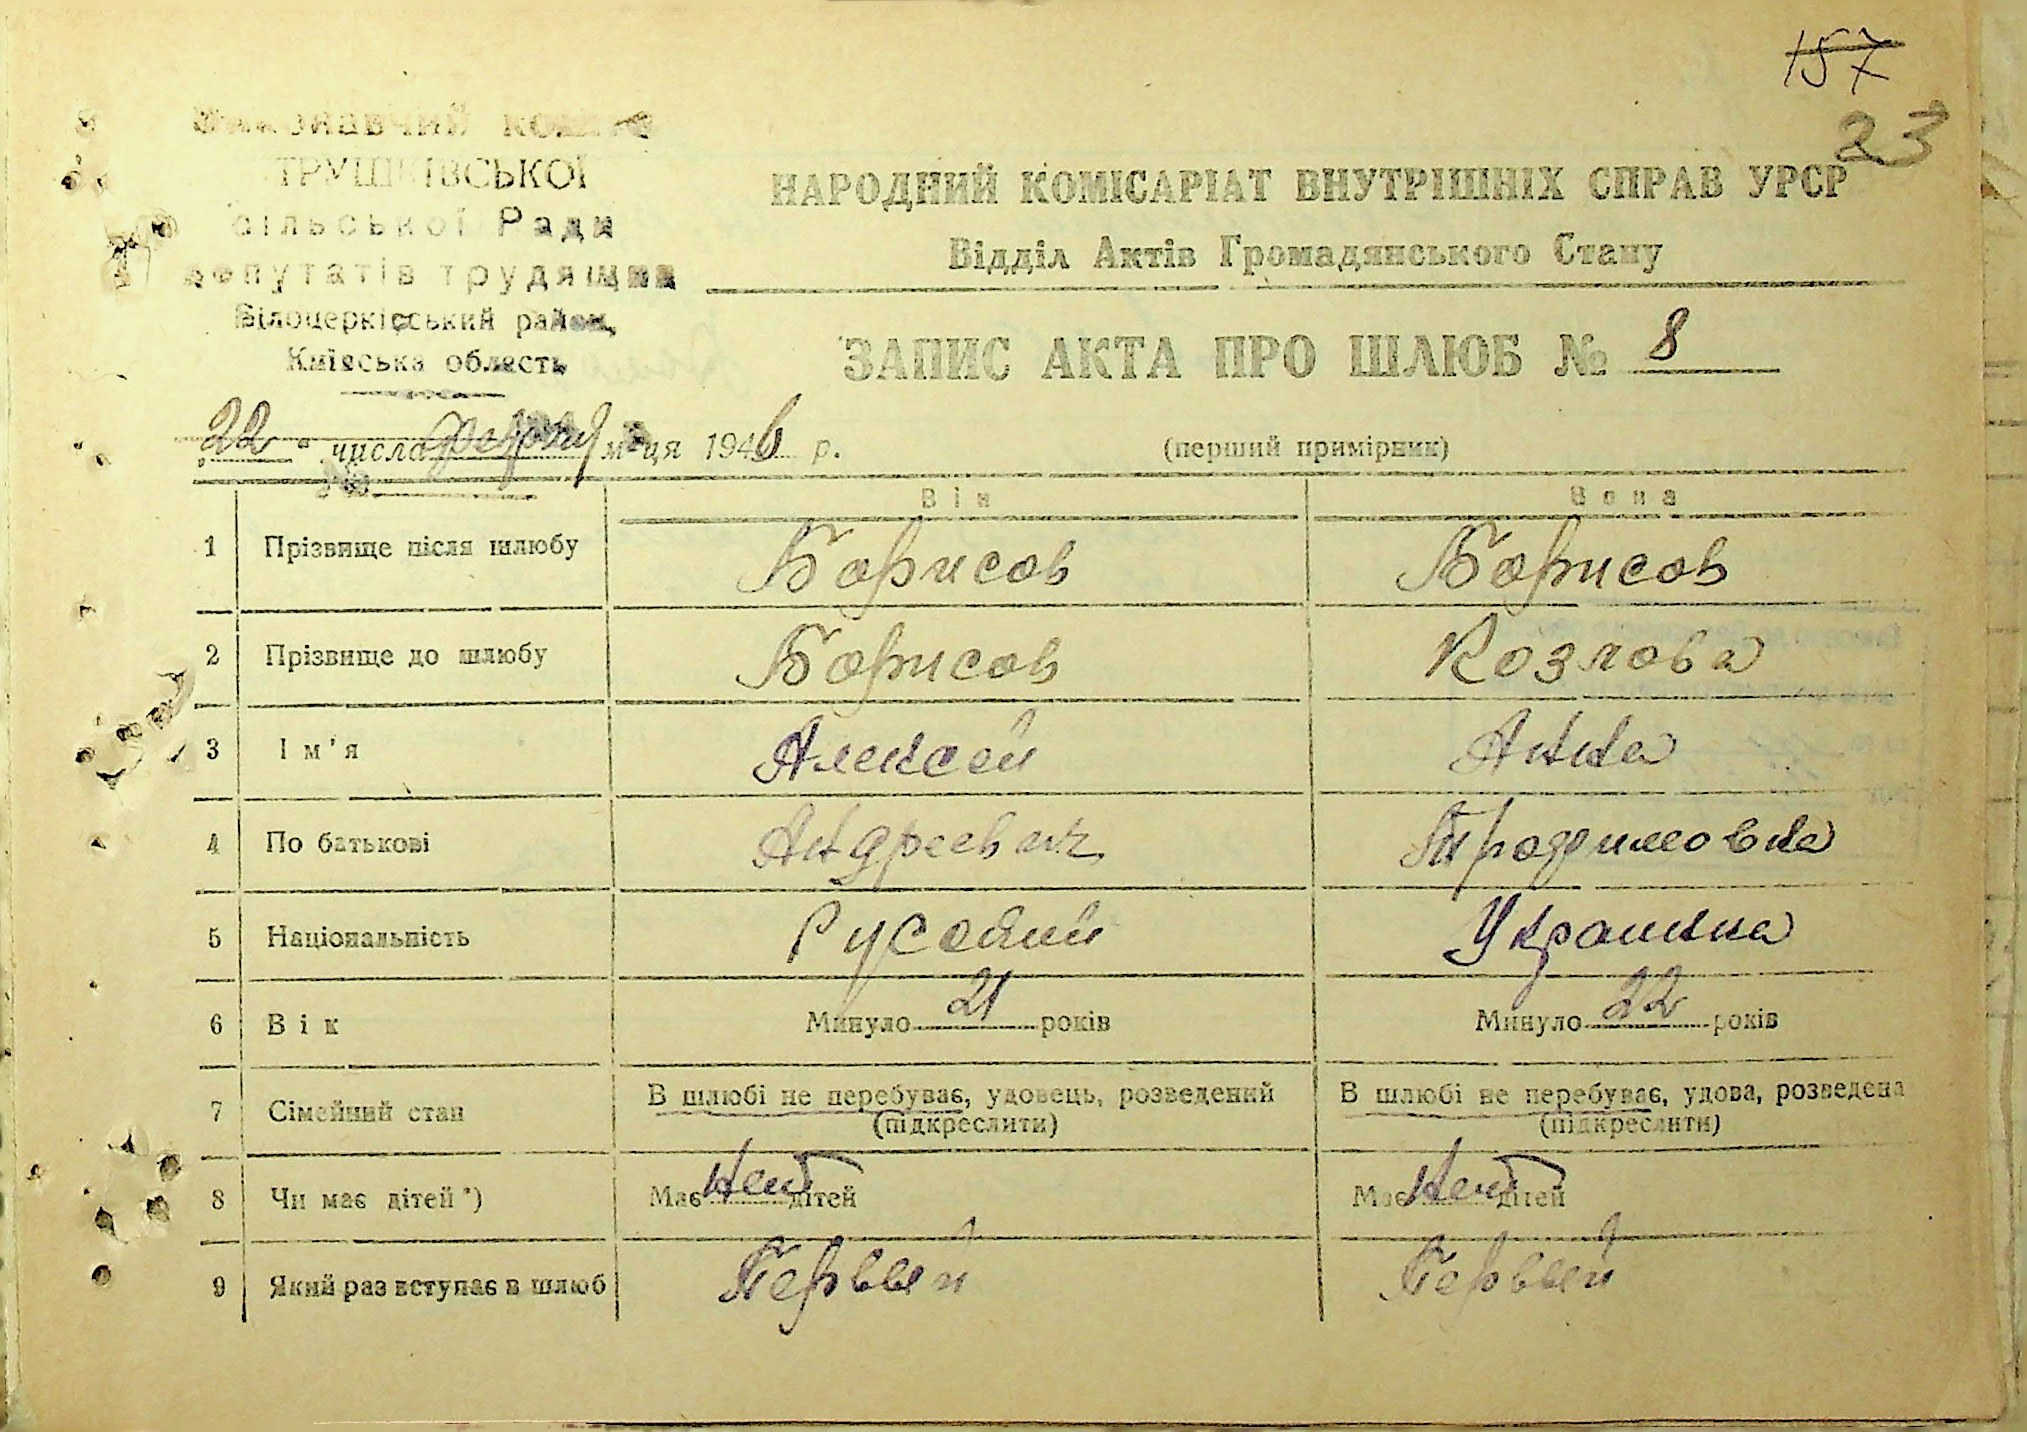 157
23
ТРУШКІВСЬКОЇ
сільської Ради
депутатів трудящих
Білоцерківський район,
Київська область
НАРОДНИЙ КОМІСАРІАТ ВНУТРІШНІХ СПРАВ УРСР
Відділ Актів Громадянського Стану
ЗАПИС АКТА ПРО ШЛЮБ № 8
"22" числа м-ця 1946 р.
(перший примірник)
№
Він Вона
1 Прізвище після шлюбу Борисов Борисов
2 Прізвище до шлюбу Борисов Козлова
3 Ім'я Алексей Анна
4 По батькові Андреевич Трофимовна
5 Національність Русский Украинка
6 Вік Минуло 21 років Минуло 22 років
7 Сімейний стан В шлюбі не перебуває, удовець, розведений В шлюбі не перебуває, удова, розведена
(підкреслити) (підкреслити)
8 Чи має дітей *) Має нет дітей Має нет дітей
9 Який раз вступає в шлюб Первый Первый